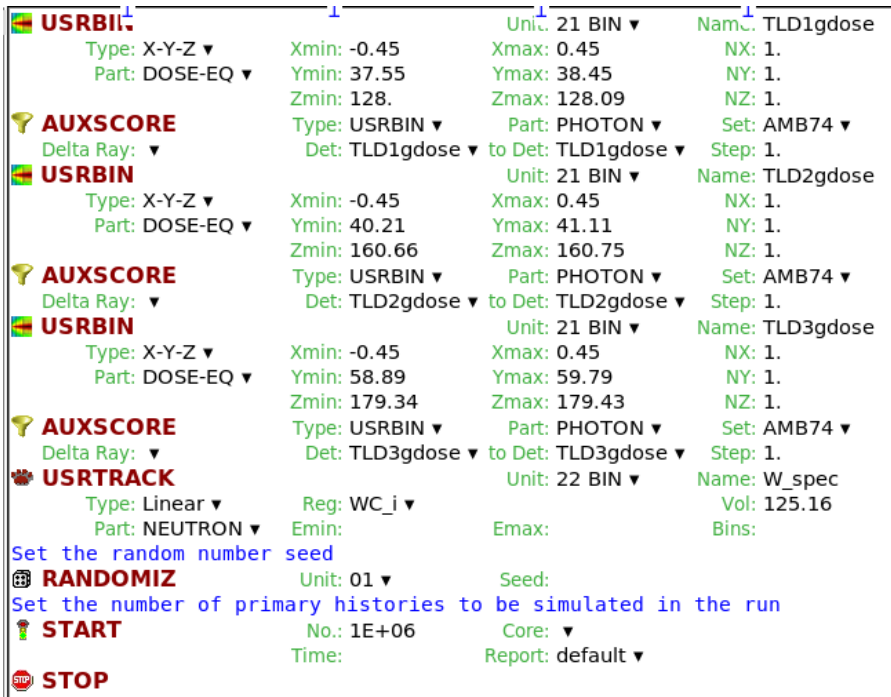 USRBIN Unit: 21 BIN ▼ Name: TLD1gdose
Type: X-Y-Z ▼ Xmin: -0.45 Xmax: 0.45 NX: 1.
Part: DOSE-EQ ▼ Ymin: 37.55 Ymax: 38.45 NY: 1.
Zmin: 128. Zmax: 128.09 NZ: 1.
AUXSCORE Type: USRBIN ▼ Part: PHOTON ▼ Set: AMB74 ▼
Delta Ray: ▼ Det: TLD1gdose ▼ to Det: TLD1gdose ▼ Step: 1.
USRBIN Unit: 21 BIN ▼ Name: TLD2gdose
Type: X-Y-Z ▼ Xmin: -0.45 Xmax: 0.45 NX: 1.
Part: DOSE-EQ ▼ Ymin: 40.21 Ymax: 41.11 NY: 1.
Zmin: 160.66 Zmax: 160.75 NZ: 1.
AUXSCORE Type: USRBIN ▼ Part: PHOTON ▼ Set: AMB74 ▼
Delta Ray: ▼ Det: TLD2gdose ▼ to Det: TLD2gdose ▼ Step: 1.
USRBIN Unit: 21 BIN ▼ Name: TLD3gdose
Type: X-Y-Z ▼ Xmin: -0.45 Xmax: 0.45 NX: 1.
Part: DOSE-EQ ▼ Ymin: 58.89 Ymax: 59.79 NY: 1.
Zmin: 179.34 Zmax: 179.43 NZ: 1.
AUXSCORE Type: USRBIN ▼ Part: PHOTON ▼ Set: AMB74 ▼
Delta Ray: ▼ Det: TLD3gdose ▼ to Det: TLD3gdose ▼ Step: 1.
USRTRACK Unit: 22 BIN ▼ Name: W_spec
Type: Linear ▼ Reg: WC_i ▼ Vol: 125.16
Part: NEUTRON ▼ Emin: Emax: Bins:
Set the random number seed
RANDOMIZ Unit: 01 ▼ Seed:
Set the number of primary histories to be simulated in the run
START No.: 1E+06 Core: ▼
Time: Report: default ▼
STOP STOP